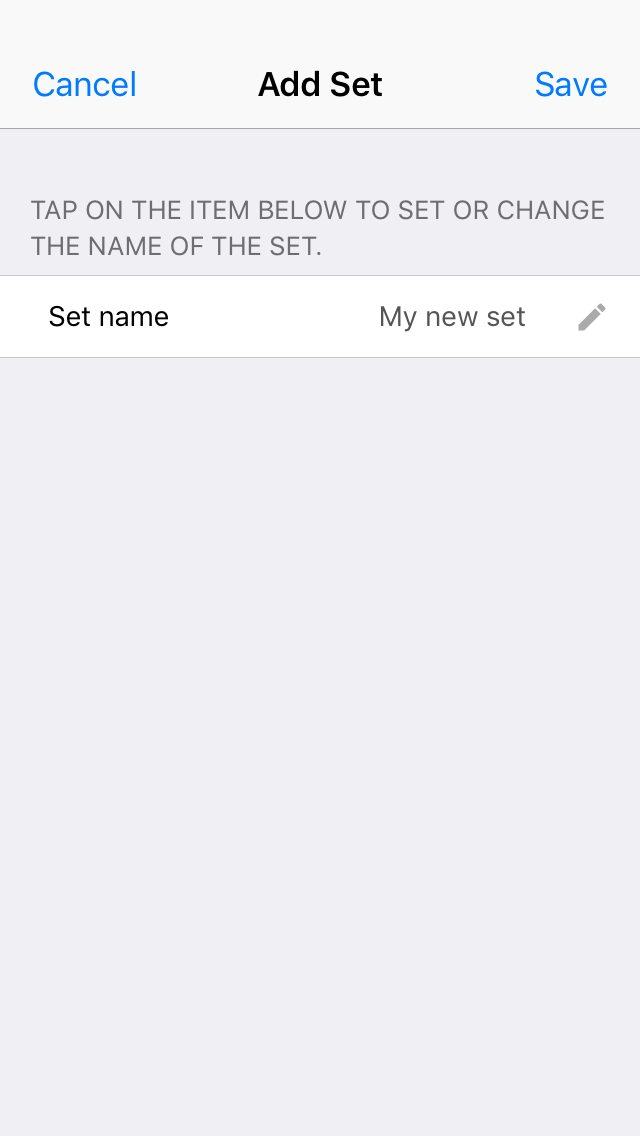 Cancel Add Set Save
TAP ON THE ITEM BELOW TO SET OR CHANGE
THE NAME OF THE SET.
Set name My new set